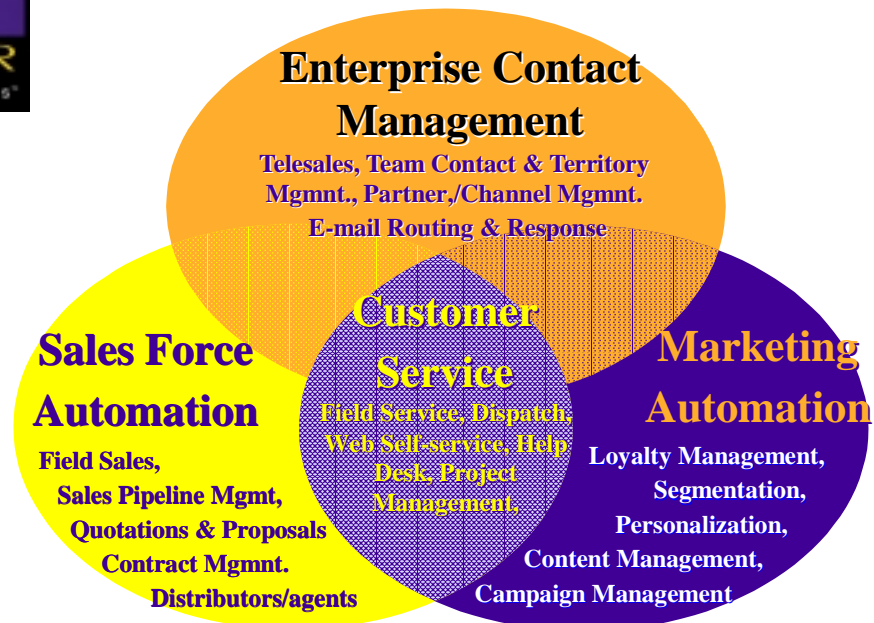 Enterprise Contact
Management
Telesales, Team Contact & Territory
Mgmnt., Partner,/Channel Mgmnt.
E-mail Routing & Response
Customer
Service
Field Service, Dispatch,
Web Self-service, Help
Desk, Project
Management,
Sales Force
Automation
Field Sales,
Sales Pipeline Mgmt,
Quotations & Proposals
Contract Mgmnt.
Distributors/agents
Marketing
Automation
Loyalty Management,
Segmentation,
Personalization,
Content Management,
Campaign Management